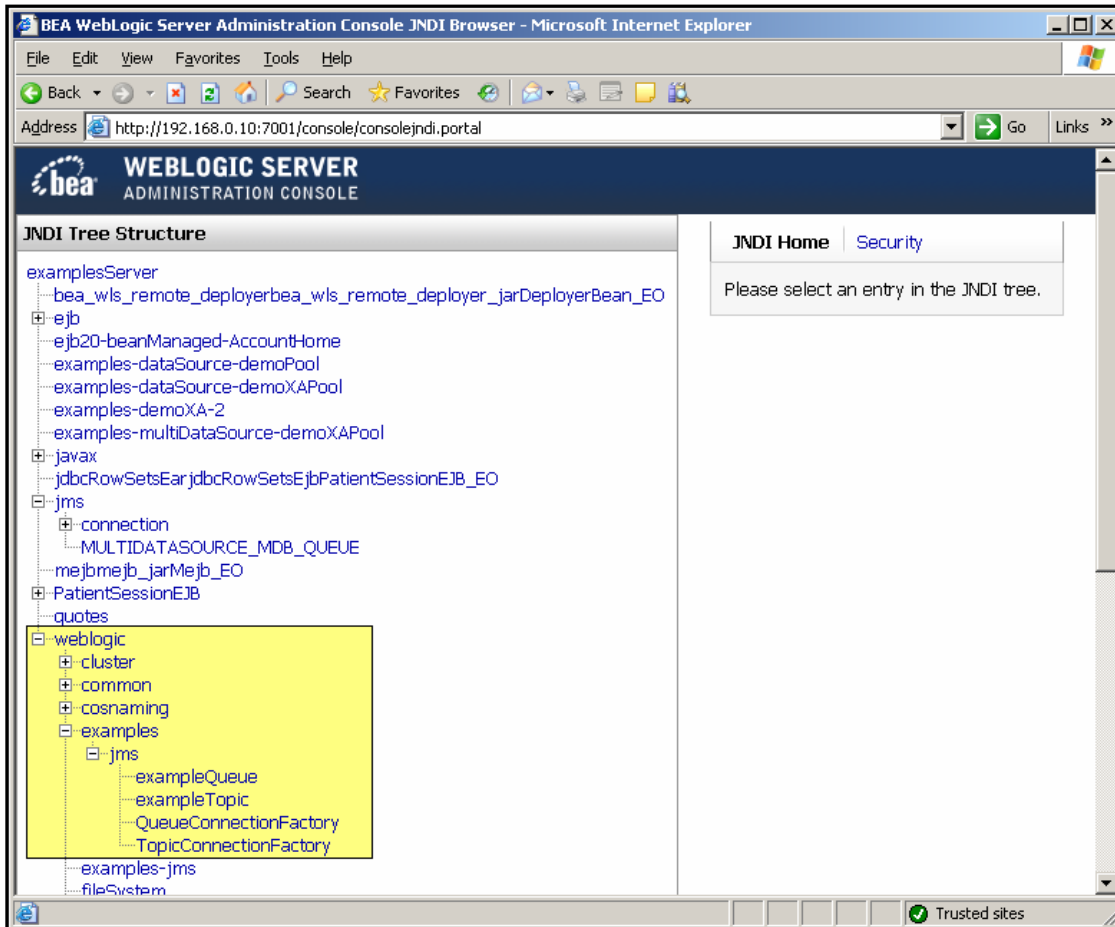 BEA WebLogic Server Administration Console JNDI Browser - Microsoft Internet Explorer
File Edit View Favorites Tools Help
Back Search Favorites
Address http://192.168.0.10:7001/console/consolejndi.portal Go Links »
bea WEBLOGIC SERVER
ADMINISTRATION CONSOLE
JNDI Tree Structure
JNDI Home Security
Please select an entry in the JNDI tree.
examplesServer
bea_wls_remote_deployerbea_wls_remote_deployer_jarDeployerBean_EO
ejb
ejb20-beanManaged-AccountHome
examples-dataSource-demoPool
examples-dataSource-demoXAPool
examples-demoXA-2
examples-multiDataSource-demoXAPool
javax
jdbcRowSetsEarjdbcRowSetsEjbPatientSessionEJB_EO
jms
connection
MULTIDATASOURCE_MDB_QUEUE
mejbmejb_jarMejb_EO
PatientSessionEJB
quotes
weblogic
cluster
common
cosnaming
examples
jms
exampleQueue
exampleTopic
QueueConnectionFactory
TopicConnectionFactory
examples-jms
fileSystem
Trusted sites